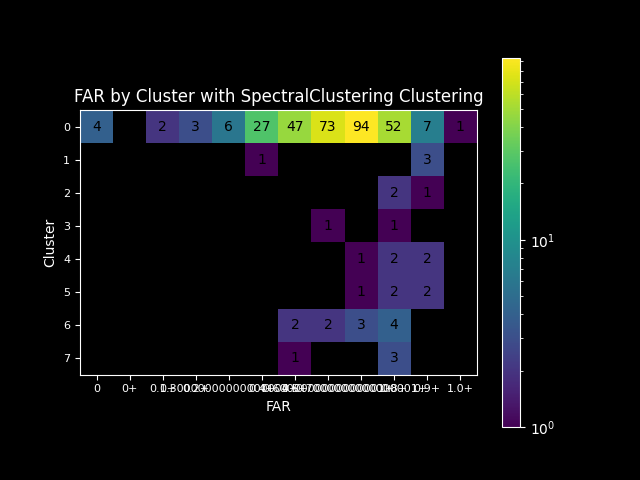 FAR by Cluster with SpectralClustering Clustering
0 4 2 3 6 27 47 73 94 52 7 1
1 1 3
2 2 1
3 1 1
4 1 2 2
5 1 2 2
6 2 2 3 4
7 1 3
Cluster
0 0+ 0.9+ 1.0+
FAR
10^1
10^0